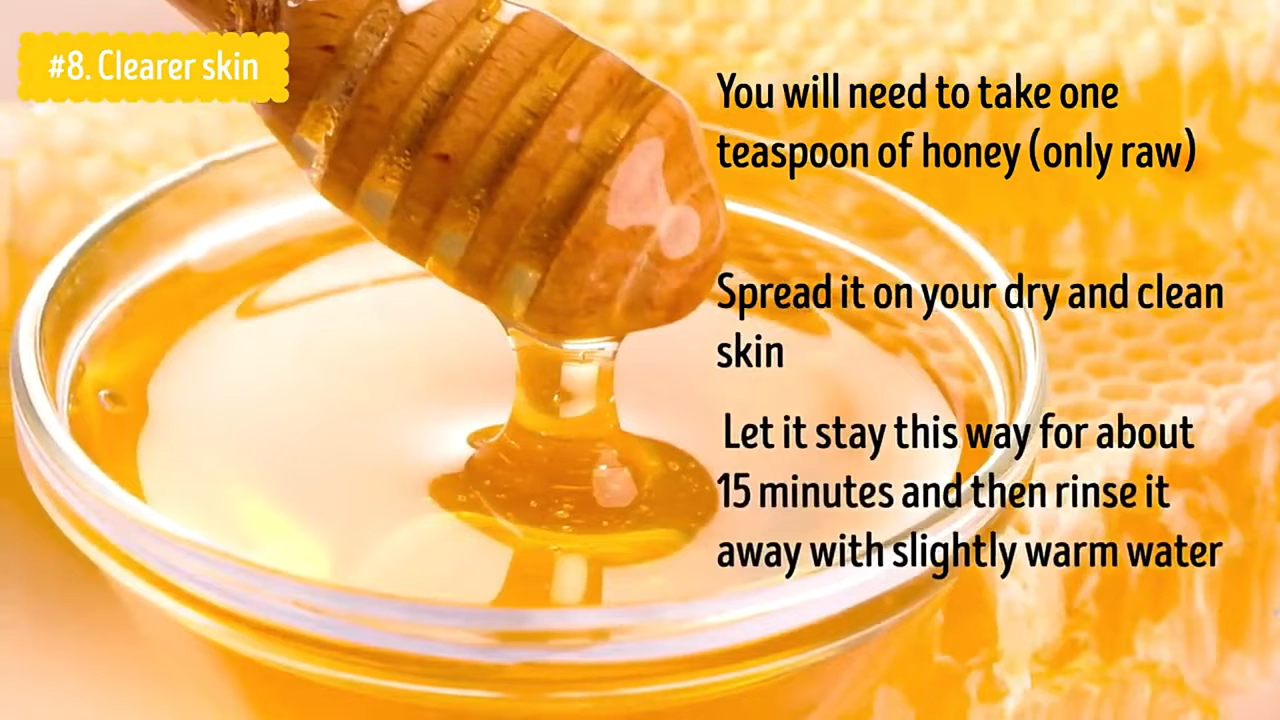 #8. Clearer skin
You will need to take one
teaspoon of honey (only raw)
Spread it on your dry and clean
skin
Let it stay this way for about
15 minutes and then rinse it
away with slightly warm water